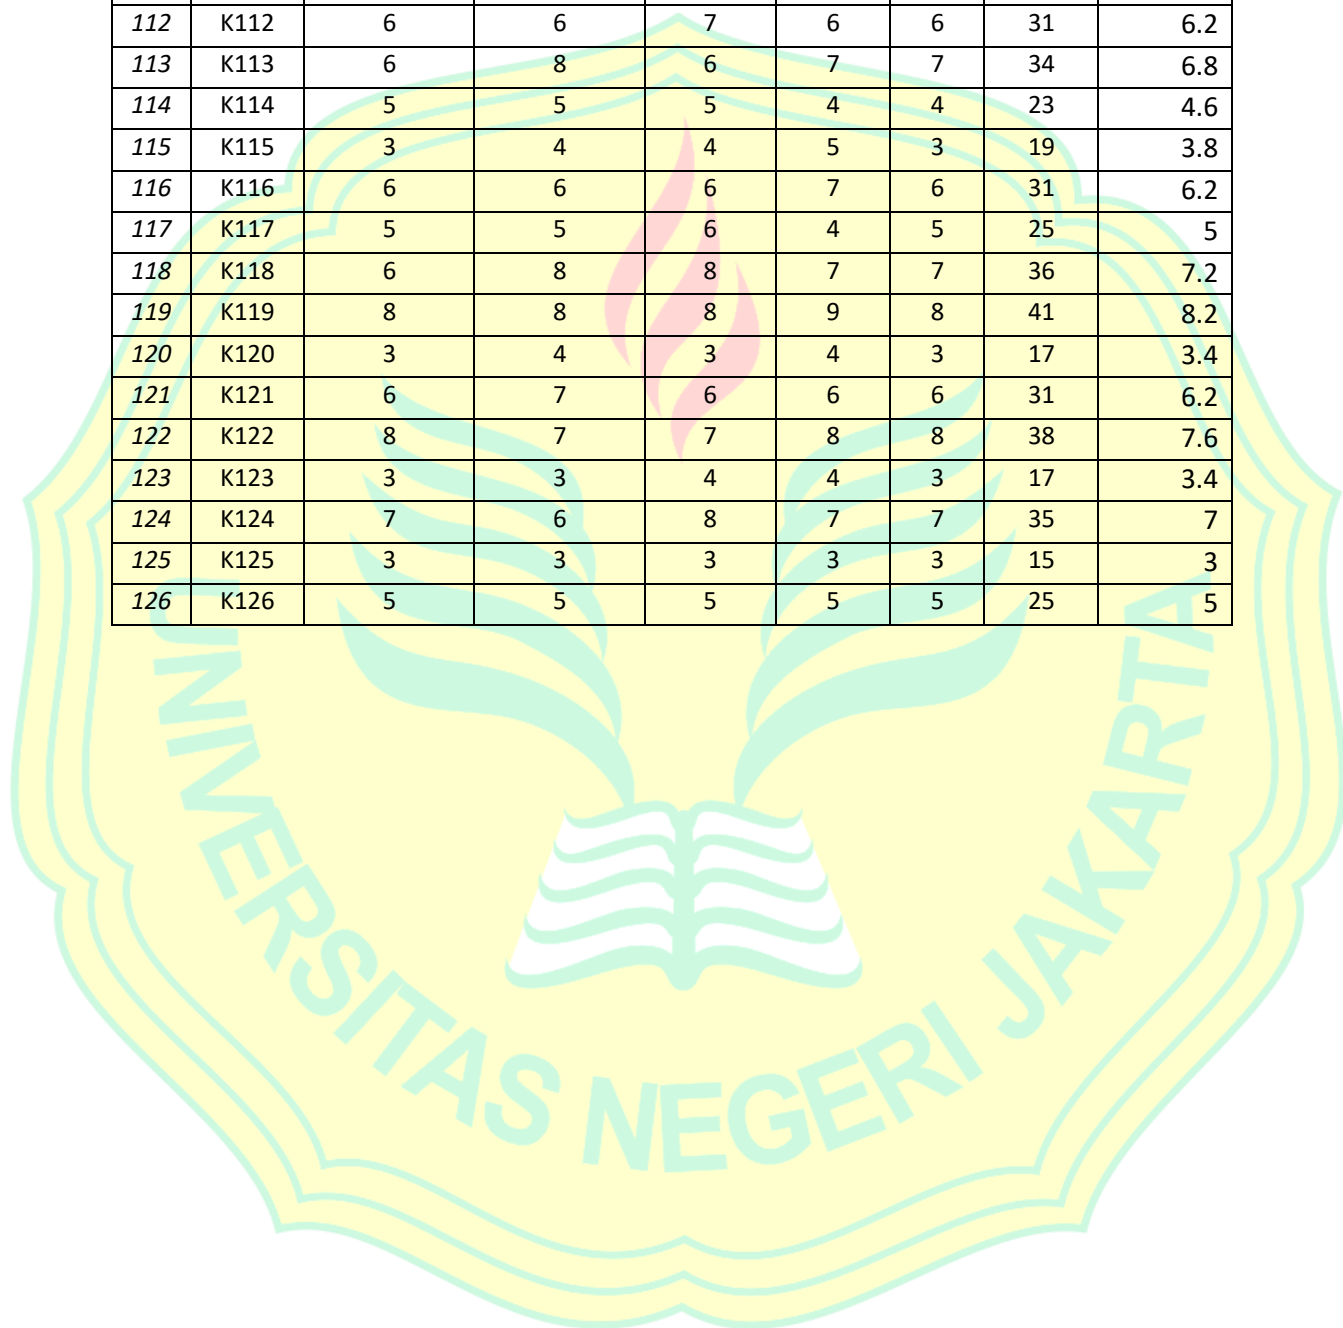 112 K112 6 6 7 6 6 31 6.2
113 K113 6 8 6 7 7 34 6.8
114 K114 5 5 5 4 4 23 4.6
115 K115 3 4 4 5 3 19 3.8
116 K116 6 6 6 7 6 31 6.2
117 K117 5 5 6 4 5 25 5
118 K118 6 8 8 7 7 36 7.2
119 K119 8 8 8 9 8 41 8.2
120 K120 3 4 3 4 3 17 3.4
121 K121 6 7 6 6 6 31 6.2
122 K122 8 7 7 8 8 38 7.6
123 K123 3 3 4 4 3 17 3.4
124 K124 7 6 8 7 7 35 7
125 K125 3 3 3 3 3 15 3
126 K126 5 5 5 5 5 25 5
UNIVERSITAS NEGERI JAKARTA